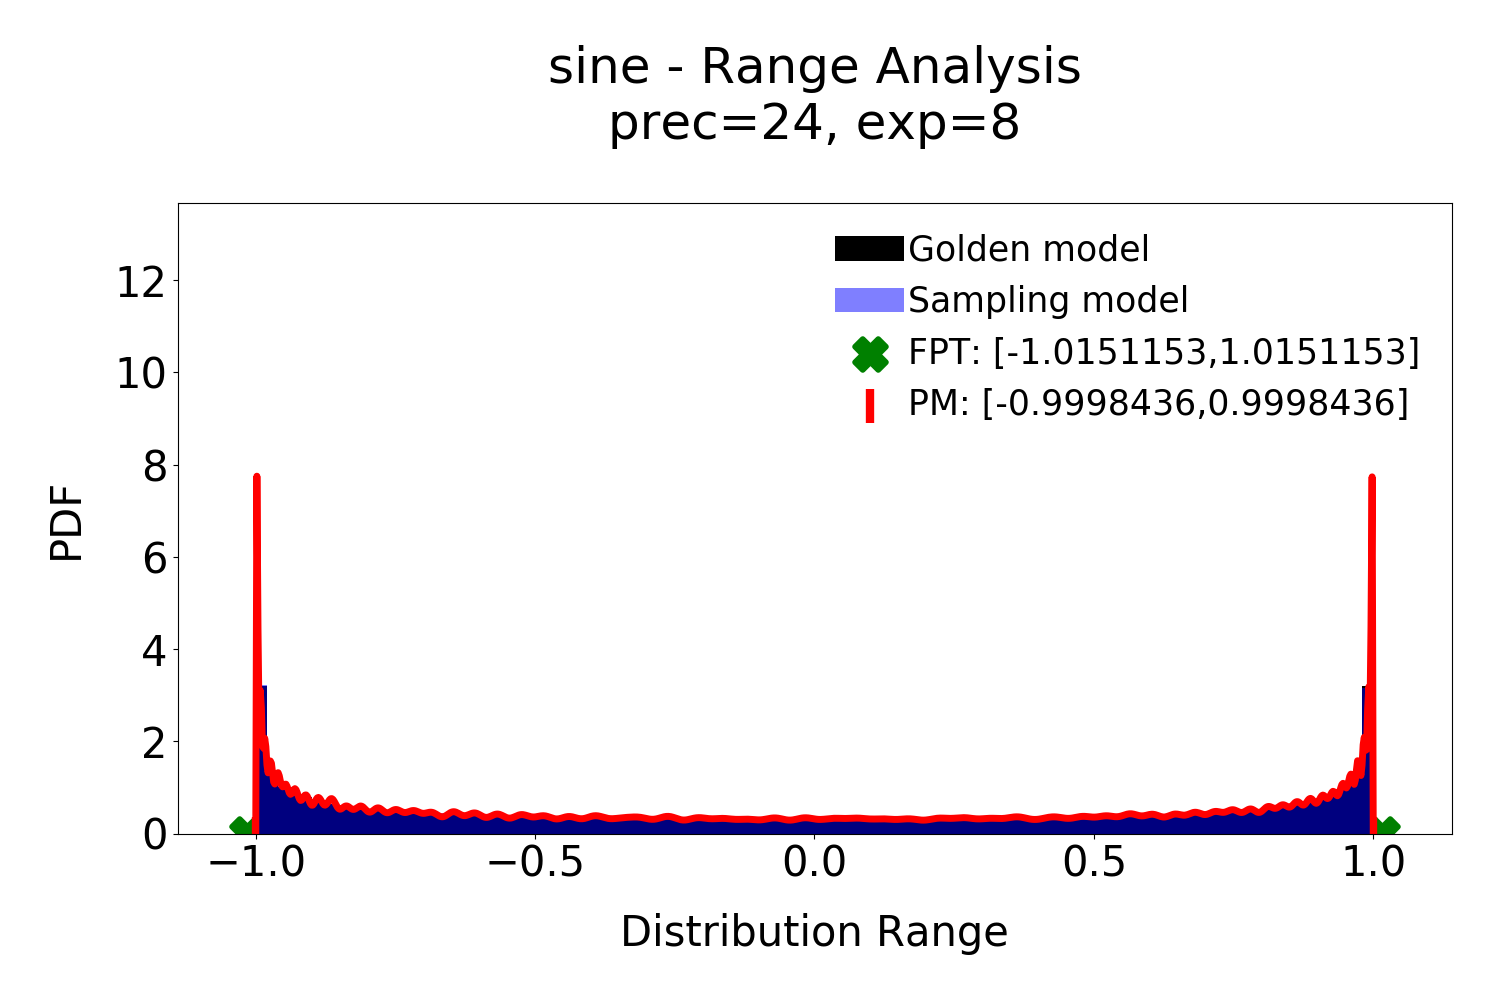 sine - Range Analysis
prec=24, exp=8
Golden model
Sampling model
FPT: [-1.0151153,1.0151153]
PM: [-0.9998436,0.9998436]
PDF
12
10
8
6
4
2
0
−1.0 −0.5 0.0 0.5 1.0
Distribution Range